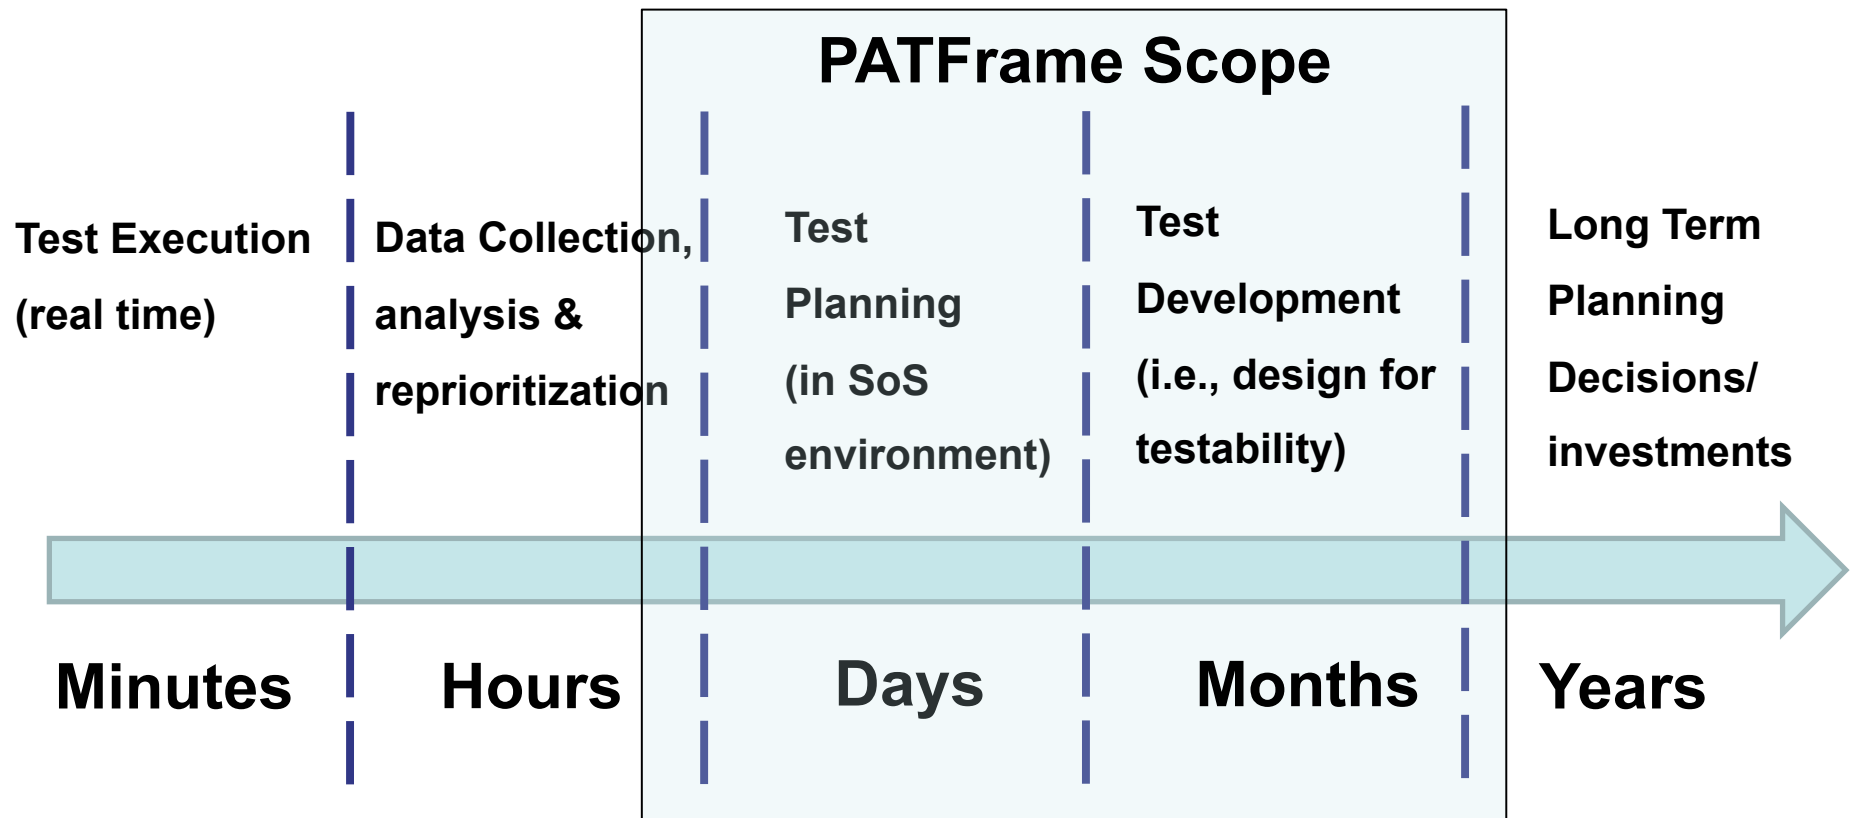 PATFrame Scope
Test Execution
(real time)
Data Collection,
analysis &
reprioritization
Test
Planning
(in SoS
environment)
Test
Development
(i.e., design for
testability)
Long Term
Planning
Decisions/
investments
Minutes
Hours
Days
Months
Years